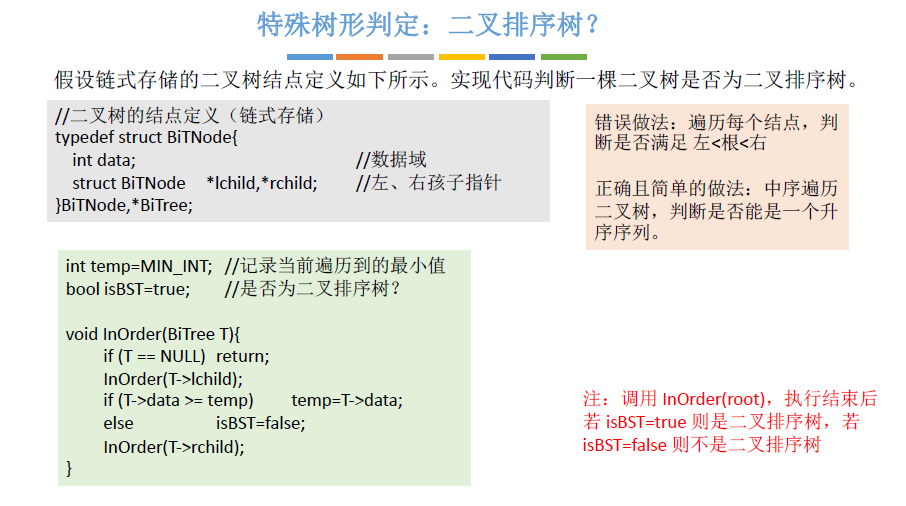 特殊树形判定：二叉排序树？
假设链式存储的二叉树结点定义如下所示。实现代码判断一棵二叉树是否为二叉排序树。
//二叉树的结点定义（链式存储）
typedef struct BiTNode{
int data; //数据域
struct BiTNode *lchild,*rchild; //左、右孩子指针
}BiTNode,*BiTree;
错误做法：遍历每个结点，判
断是否满足 左<根<右
正确且简单的做法：中序遍历
二叉树，判断是否能是一个升
序序列。
int temp=MIN_INT; //记录当前遍历到的最小值
bool isBST=true; //是否为二叉排序树？
void InOrder(BiTree T){
if (T == NULL) return;
InOrder(T->lchild);
if (T->data >= temp) temp=T->data;
else isBST=false;
InOrder(T->rchild);
}
注：调用 InOrder(root)，执行结束后
若 isBST=true 则是二叉排序树，若
isBST=false 则不是二叉排序树